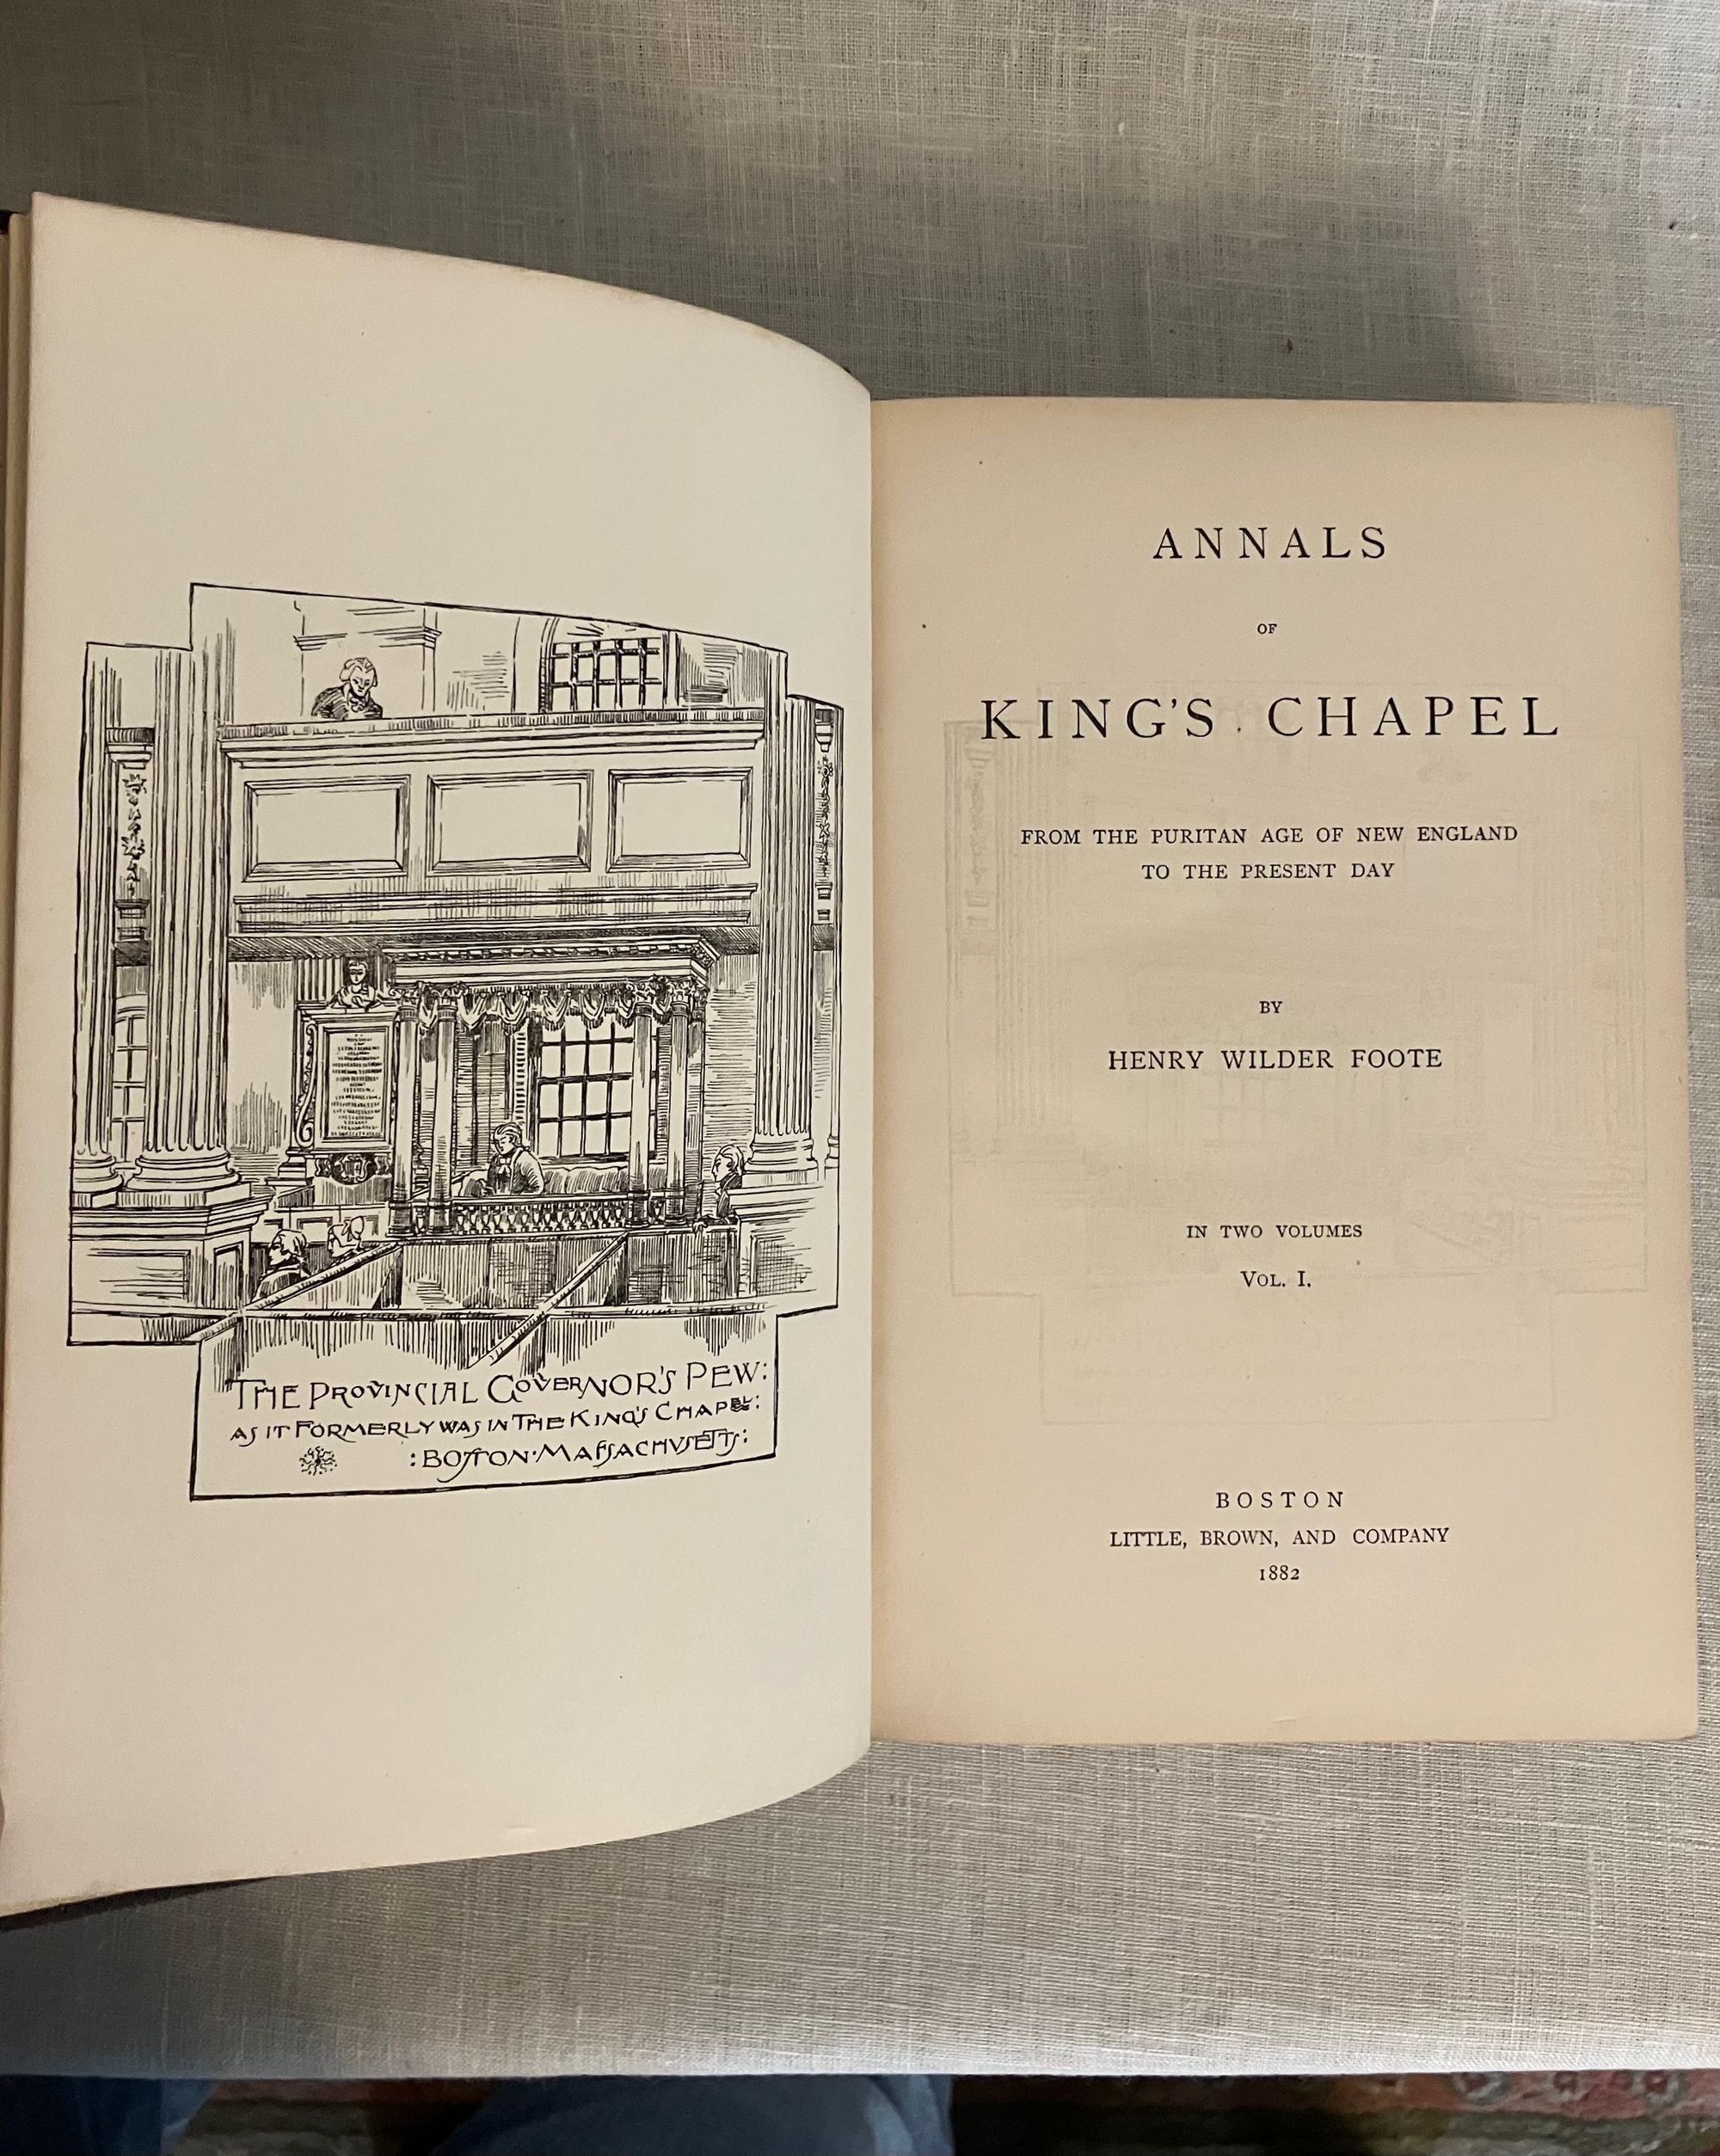 THE PROVINCIAL GOVERNOR'S PEW:
AS IT FORMERLY WAS IN THE KING'S CHAPEL:
:BOSTON·MASSACHVSETTS:
ANNALS
OF
KING'S CHAPEL
FROM THE PURITAN AGE OF NEW ENGLAND
TO THE PRESENT DAY
BY
HENRY WILDER FOOTE
IN TWO VOLUMES
VOL. I.
BOSTON
LITTLE, BROWN, AND COMPANY
1882